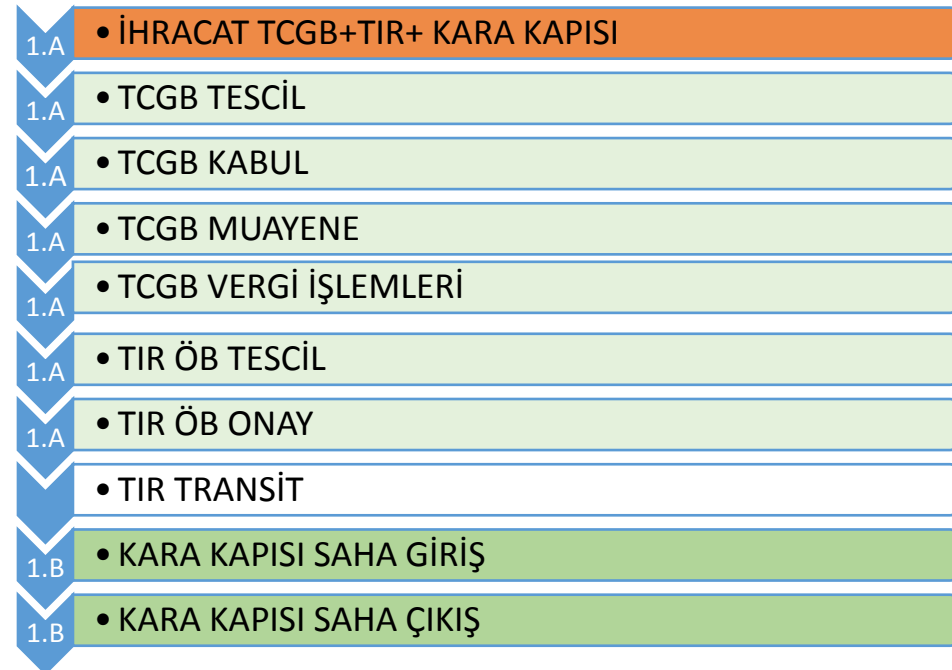 1.A • İHRACAT TCGB+TIR+ KARA KAPISI
1.A • TCGB TESCİL
1.A • TCGB KABUL
1.A • TCGB MUAYENE
1.A • TCGB VERGİ İŞLEMLERİ
1.A • TIR ÖB TESCİL
1.A • TIR ÖB ONAY
• TIR TRANSİT
1.B • KARA KAPISI SAHA GİRİŞ
1.B • KARA KAPISI SAHA ÇIKIŞ